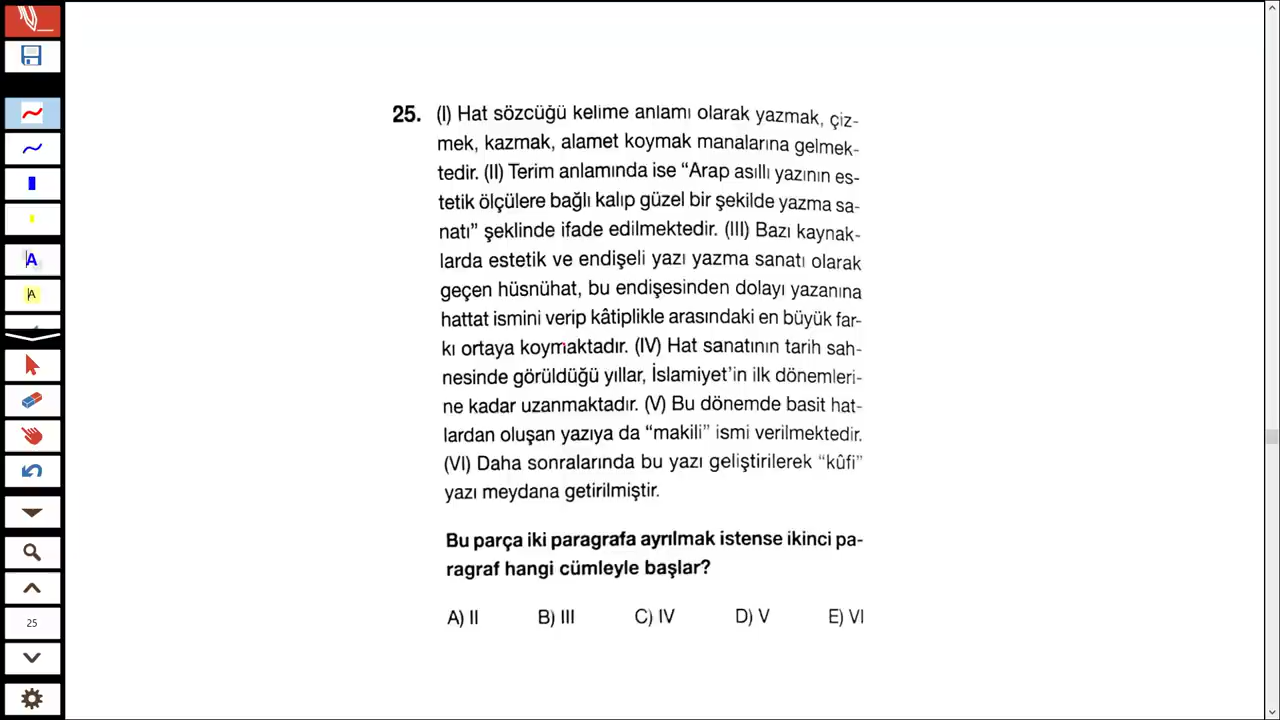 25. (I) Hat sözcüğü kelime anlamı olarak yazmak, çiz-
mek, kazmak, alamet koymak manalarına gelmek-
tedir. (II) Terim anlamında ise “Arap asıllı yazının es-
tetik ölçülere bağlı kalıp güzel bir şekilde yazma sa-
natı” şeklinde ifade edilmektedir. (III) Bazı kaynak-
larda estetik ve endişeli yazı yazma sanatı olarak
geçen hüsnühat, bu endişesinden dolayı yazanına
hattat ismini verip kâtiplikle arasındaki en büyük far-
kı ortaya koymaktadır. (IV) Hat sanatının tarih sah-
nesinde görüldüğü yıllar, İslamiyet’in ilk dönemleri-
ne kadar uzanmaktadır. (V) Bu dönemde basit hat-
lardan oluşan yazıya da “makili” ismi verilmektedir.
(VI) Daha sonralarında bu yazı geliştirilerek “kûfi”
yazı meydana getirilmiştir.
Bu parça iki paragrafa ayrılmak istense ikinci pa-
ragraf hangi cümleyle başlar?
A) II B) III C) IV D) V E) VI
A
A
25